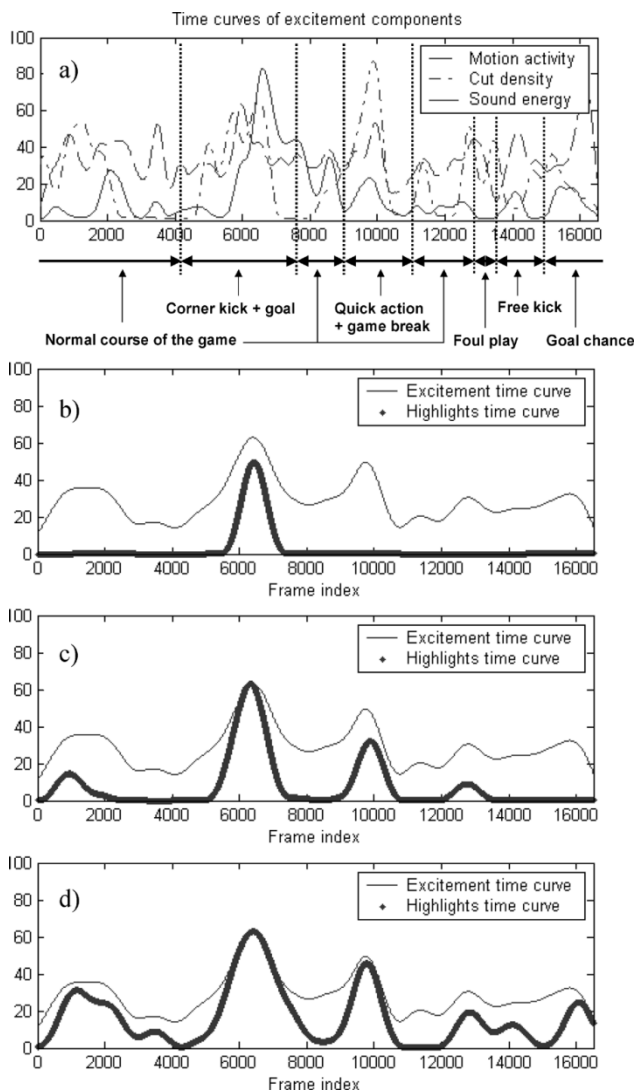 Time curves of excitement components
100
a)
Motion activity
Cut density
Sound energy
80
60
40
20
0
0 2000 4000 6000 8000 10000 12000 14000 16000
Corner kick + goal
Quick action
+ game break
Free kick
Normal course of the game
Foul play
Goal chance
100
b)
Excitement time curve
Highlights time curve
80
60
40
20
0
0 2000 4000 6000 8000 10000 12000 14000 16000
Frame index
100
c)
Excitement time curve
Highlights time curve
80
60
40
20
0
0 2000 4000 6000 8000 10000 12000 14000 16000
Frame index
100
d)
Excitement time curve
Highlights time curve
80
60
40
20
0
0 2000 4000 6000 8000 10000 12000 14000 16000
Frame index